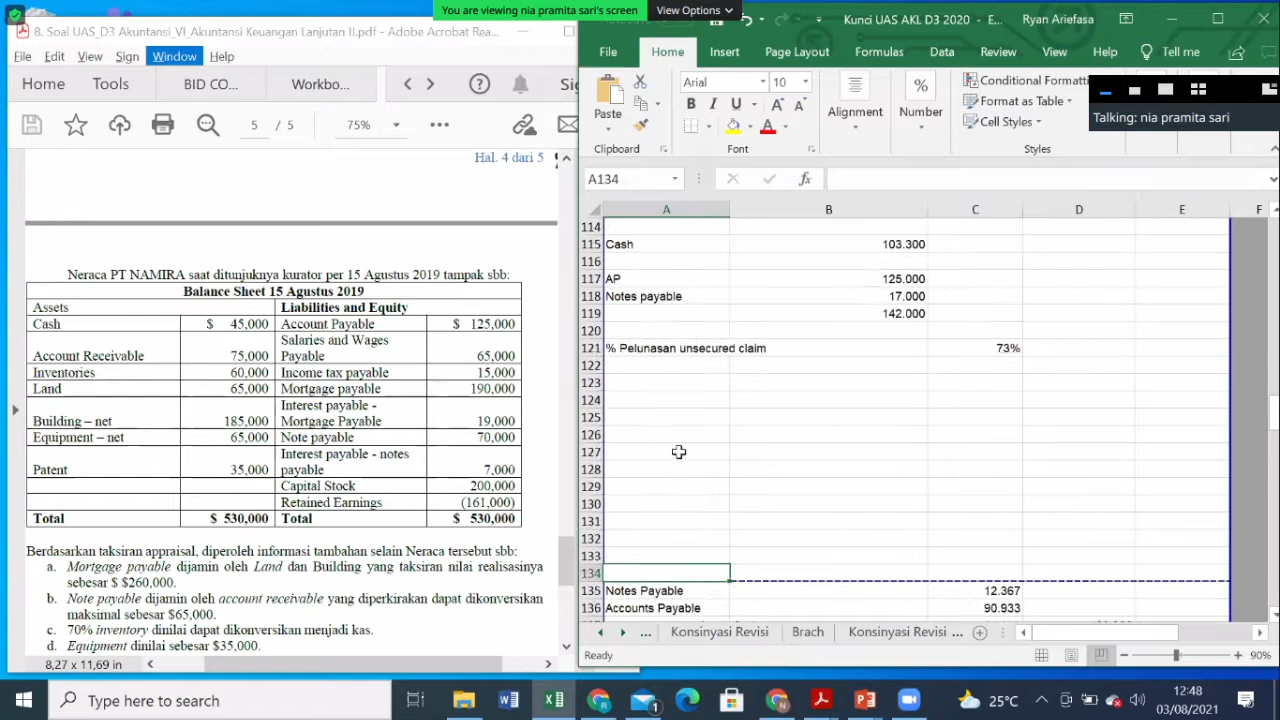 You are viewing nia pramita sari's screen
View Options
8. Soal UAS_D3 Akuntansi_VI_Akuntansi Keuangan Lanjutan II.pdf - Adobe Acrobat Rea...
File Edit View Sign Window Help
Home Tools BID CO... Workbo...
5 / 5 75%
Hal. 4 dari 5
Neraca PT NAMIRA saat ditunjuknya kurator per 15 Agustus 2019 tampak sbb:
Balance Sheet 15 Agustus 2019
Assets Liabilities and Equity
Cash $ 45,000 Account Payable $ 125,000
Account Receivable 75,000 Salaries and Wages Payable 65,000
Inventories 60,000 Income tax payable 15,000
Land 65,000 Mortgage payable 190,000
Building – net 185,000 Interest payable - Mortgage Payable 19,000
Equipment – net 65,000 Note payable 70,000
Patent 35,000 Interest payable - notes payable 7,000
Capital Stock 200,000
Retained Earnings (161,000)
Total $ 530,000 Total $ 530,000
Berdasarkan taksiran appraisal, diperoleh informasi tambahan selain Neraca tersebut sbb:
a. Mortgage payable dijamin oleh Land dan Building yang taksiran nilai realisasinya
sebesar $ $260,000.
b. Note payable dijamin oleh account receivable yang diperkirakan dapat dikonversikan
maksimal sebesar $65,000.
c. 70% inventory dinilai dapat dikonversikan menjadi kas.
d. Equipment dinilai sebesar $35,000.
8,27 x 11,69 in
Kunci UAS AKL D3 2020 - E... Ryan Ariefasa
File Home Insert Page Layout Formulas Data Review View Help Tell me
Paste
Arial 10
B I U A A
Alignment
%
Number
Conditional Formatti
Format as Table
Cell Styles
Clipboard Font Styles
Talking: nia pramita sari
A134 fx
A B C D E F
114
115 Cash 103.300
116
117 AP 125.000
118 Notes payable 17.000
119 142.000
120
121 % Pelunasan unsecured claim 73%
122
123
124
125
126
127
128
129
130
131
132
133
134
135 Notes Payable 12.367
136 Accounts Payable 90.933
... Konsinyasi Revisi Brach Konsinyasi Revisi ...
Ready 90%
Type here to search
1
25°C
12:48
03/08/2021